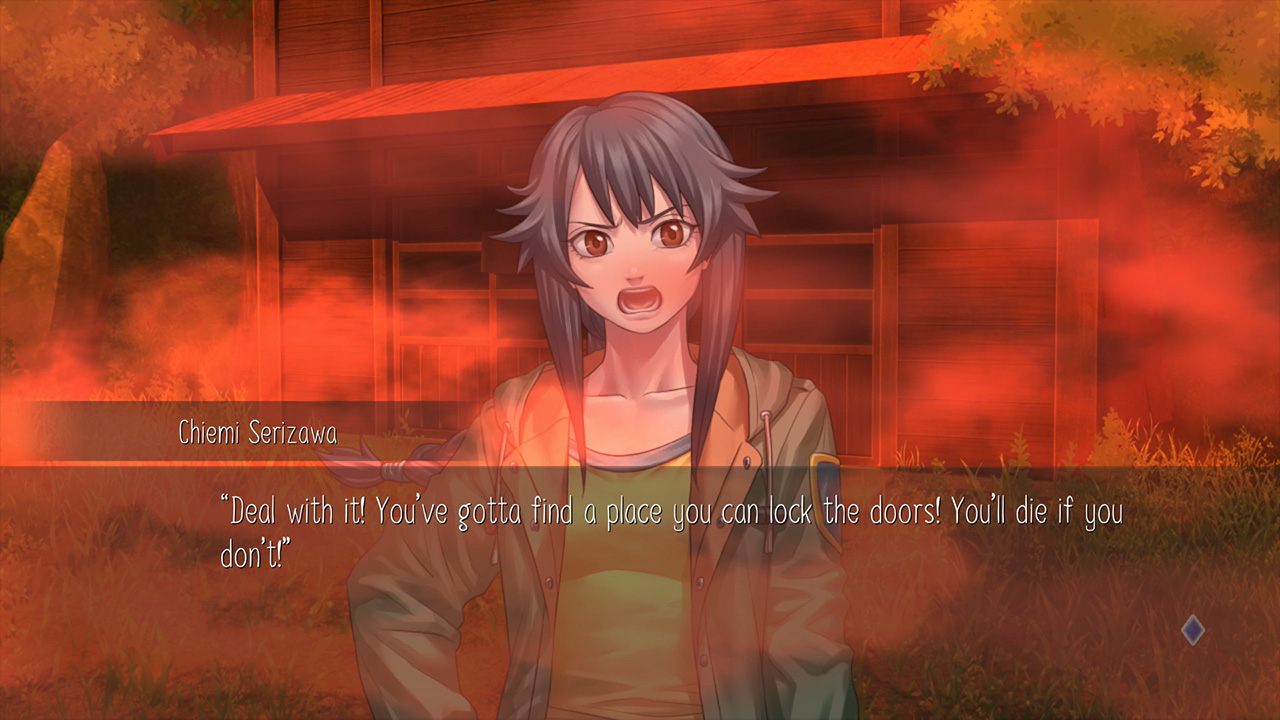 Chiemi Serizawa
“Deal with it! You’ve gotta find a place you can lock the doors! You’ll die if you
don’t!”